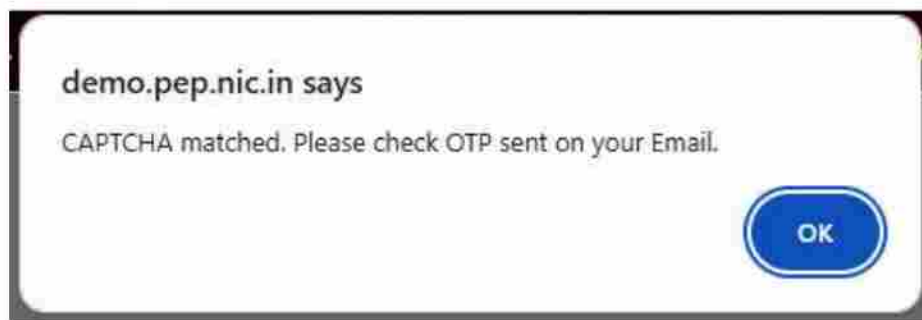 demo.pep.nic.in says
CAPTCHA matched. Please check OTP sent on your Email.
OK